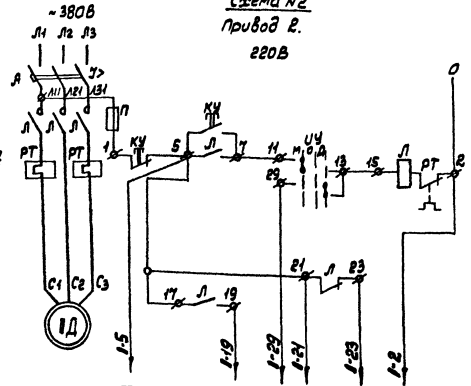 Схема №2
~380В
Привод 2.
220В
Л1 Л2 Л3
А
I>
Л11 Л21 Л31
П
О
Л Л Л
КУ
КУ
1
5
Л
7
11
29
УУ
М О Д
13
15
Л
РТ
2
РТ
РТ
С1 С2 С3
1Д
17
Л
19
21
Л
23
1-5
1-19
1-29
1-21
1-23
1-2